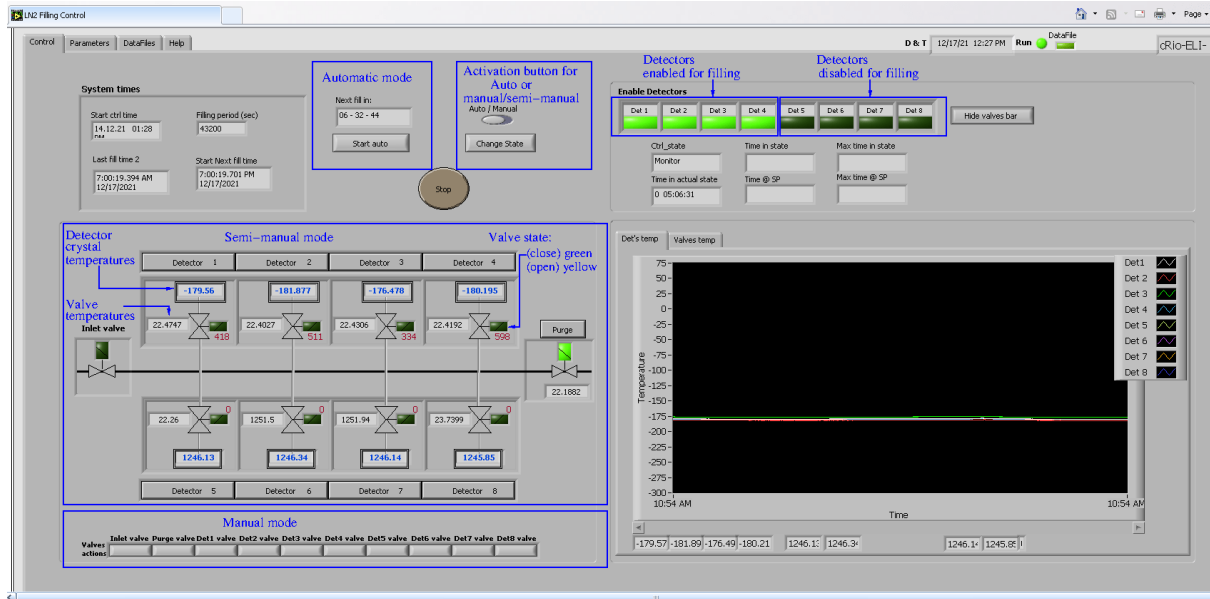 LN2 Filling Control
Page
Control Parameters DataFiles Help
D & T 12/17/21 12:27 PM Run DataFile
cRio-ELI-
System times
Start ctrl time
14.12.21 01:28
PM
Filling period (sec)
43200
Last fill time 2
7:00:19.394 AM
12/17/2021
Start Next fill time
7:00:19.701 PM
12/17/2021
Automatic mode
Next fill in:
06 - 32 - 44
Start auto
Activation button for
Auto or
manual/semi-manual
Auto / Manual
Change State
Stop
Detectors
enabled for filling
Detectors
disabled for filling
Enable Detectors
Det 1 Det 2 Det 3 Det 4 Det 5 Det 6 Det 7 Det 8
Hide valves bar
Ctrl_state
Monitor
Time in state
Max time in state
Time in actual state
0 05:06:31
Time @ SP
Max time @ SP
Detector
crystal
temperatures
Semi-manual mode
Valve state:
(close) green
(open) yellow
Detector 1 Detector 2 Detector 3 Detector 4
-179.56 -181.877 -176.478 -180.195
Valve
temperatures
22.4747 22.4027 22.4306 22.4192
418 511 334 598
Inlet valve
Purge
22.1882
0 0 0 0
22.26 1251.5 1251.94 23.7399
1246.13 1246.34 1246.14 1245.85
Detector 5 Detector 6 Detector 7 Detector 8
Manual mode
Valves
actions
Inlet valve Purge valve Det1 valve Det2 valve Det3 valve Det4 valve Det5 valve Det6 valve Det7 valve Det8 valve
Det's temp Valves temp
Temperature
75
50
25
0
-25
-50
-75
-100
-125
-150
-175
-200
-225
-250
-275
-300
10:54 AM 10:54 AM
Time
Det1
Det 2
Det 3
Det 4
Det 5
Det 6
Det 7
Det 8
-179.57 -181.89 -176.49 -180.21 1246.13 1246.34 1246.14 1245.85